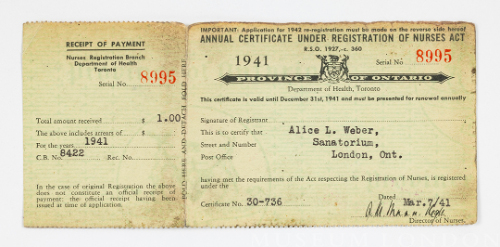 RECEIPT OF PAYMENT
Nurses Registration Branch
Department of Health
Toronto
Serial No. 8995
Total amount received $ 1.00
The above includes arrears of $
For the years 1941
C.B. No. 8422 Rec. No.
In the case of original Registration the above
does not constitute an official receipt of
payment: the official receipt having been
issued at time of application.
FOLD HERE AND DETACH
FOLD HERE
IMPORTANT: Application for 1942 re-registration must be made on the reverse side hereof
ANNUAL CERTIFICATE UNDER REGISTRATION OF NURSES ACT
R.S.O. 1937, c. 360
1941
Serial No 8995
PROVINCE OF ONTARIO
Department of Health, Toronto
This certificate is valid until December 31st, 1941 and must be presented for renewal annually
Signature of Registrant
This is to certify that Alice L. Weber,
Street and Number Sanatorium,
Post Office London, Ont.
having met the requirements of the Act respecting the Registration of Nurses, is registered
under the
Certificate No. 30-736 Dated Mar.7/41
Director of Nurses.